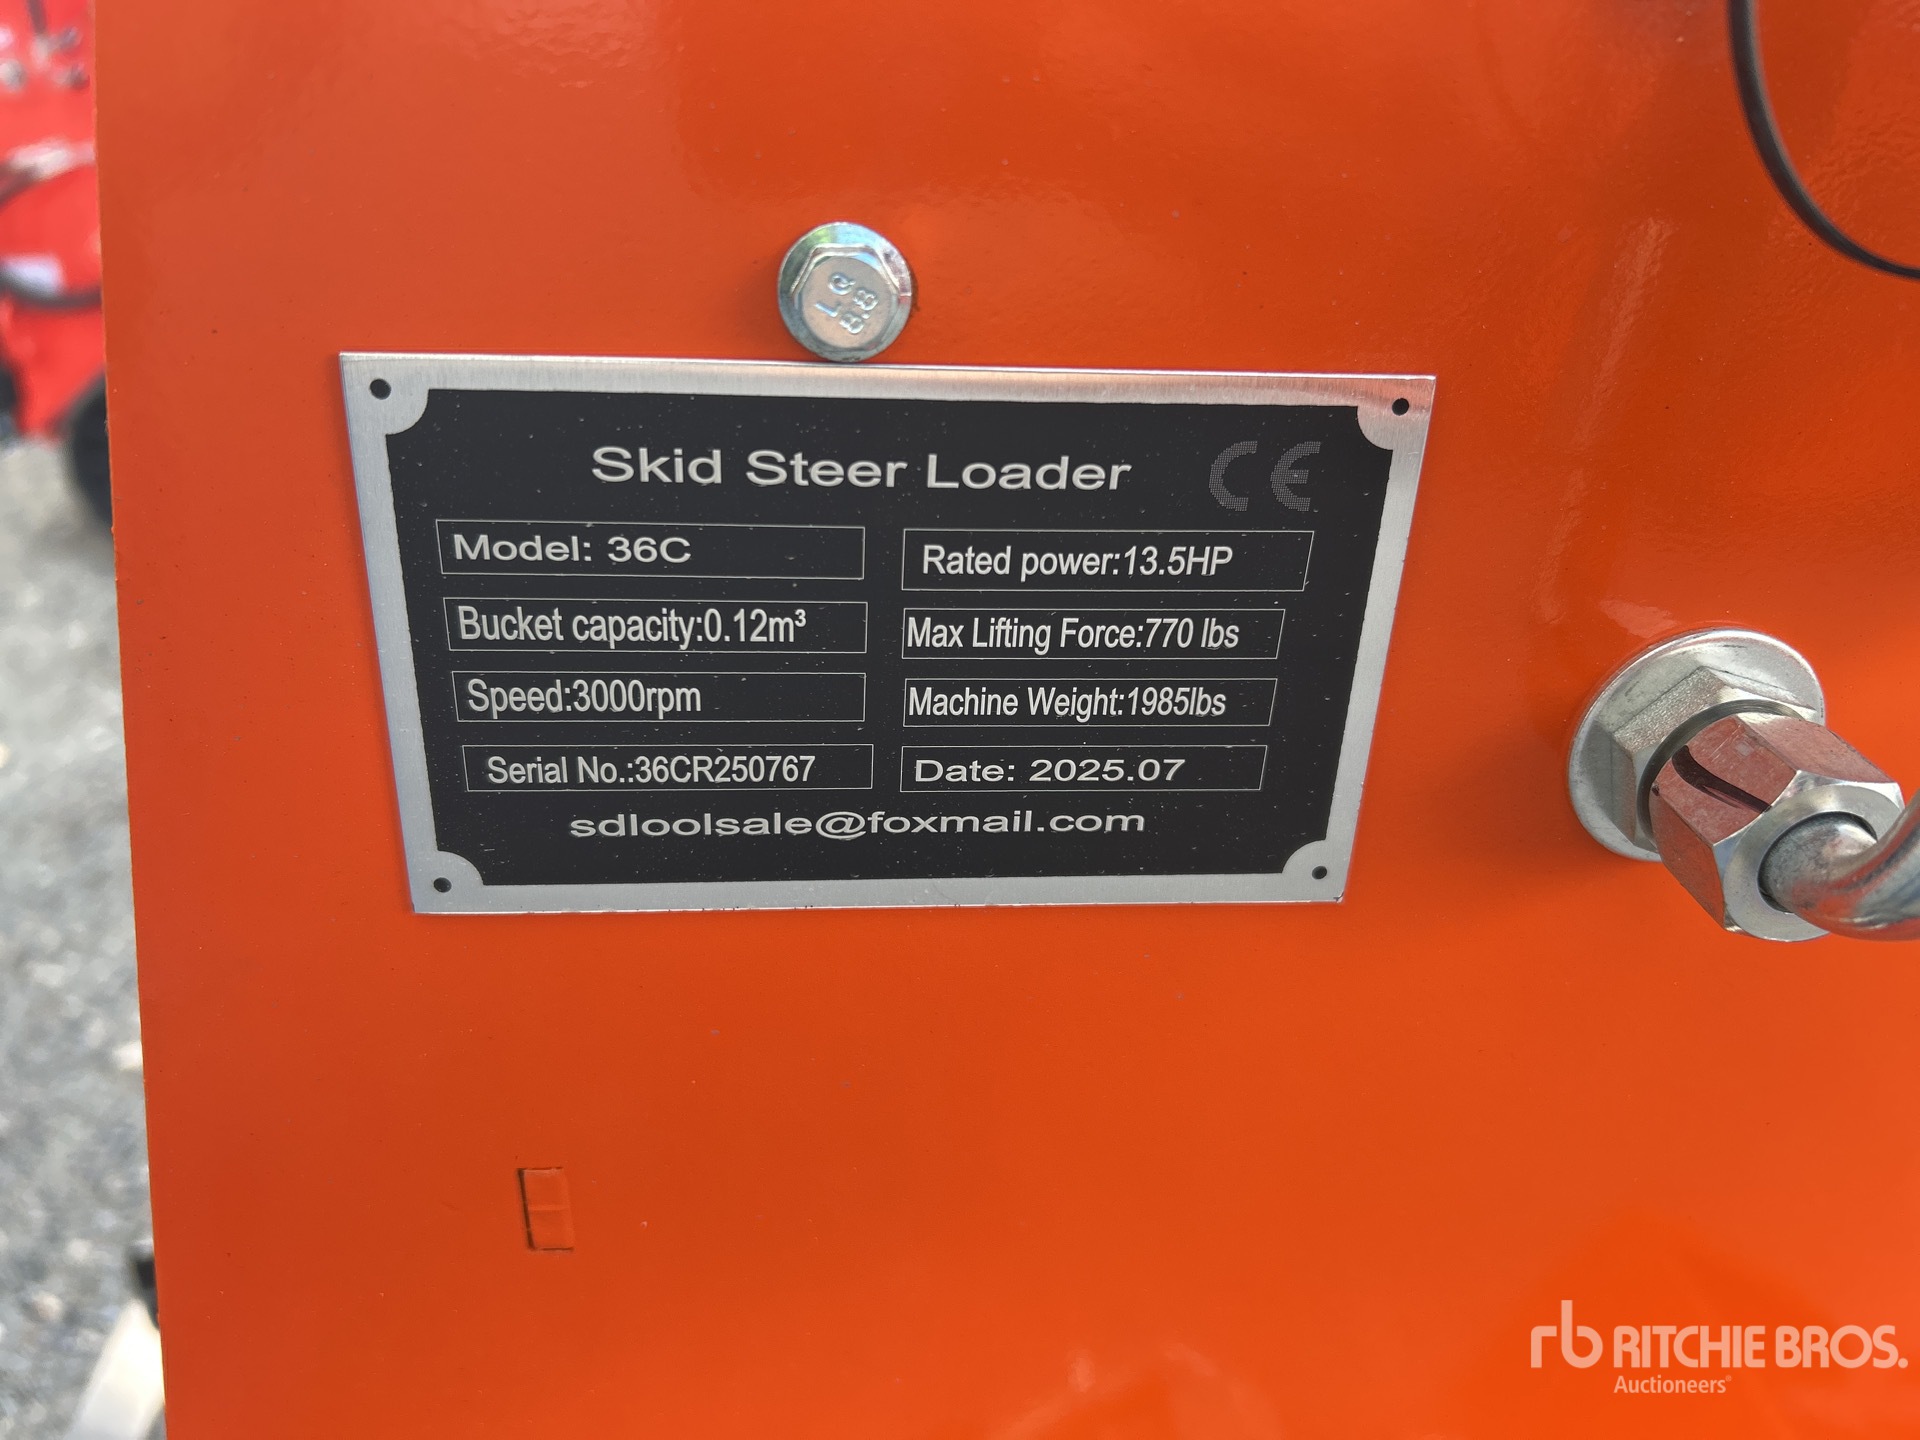 LQ
8.8
Skid Steer Loader CE
Model: 36C
Rated power:13.5HP
Bucket capacity:0.12m³
Max Lifting Force:770 lbs
Speed:3000rpm
Machine Weight:1985lbs
Serial No.:36CR250767
Date: 2025.07
sdloolsale@foxmail.com
rb RITCHIE BROS.
Auctioneers®